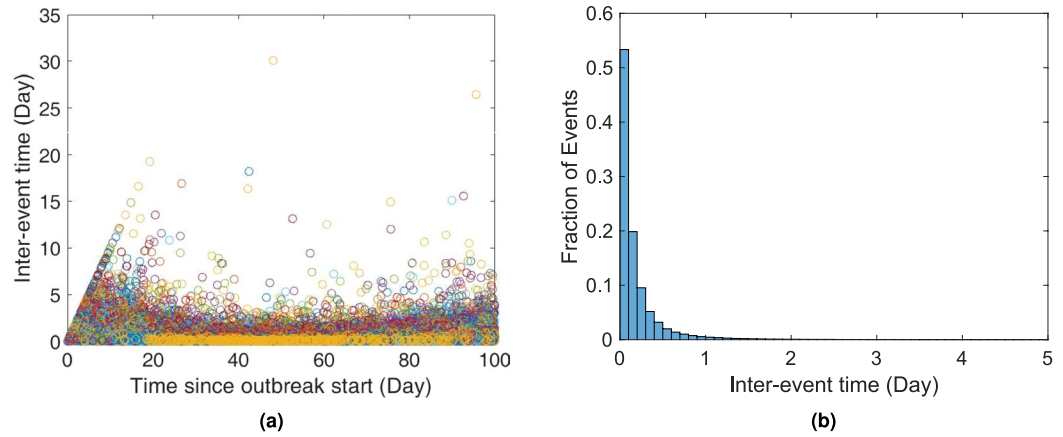 35
30
25
20
15
10
5
0
Inter-event time (Day)
0 20 40 60 80 100
Time since outbreak start (Day)
(a)
0.6
0.5
0.4
0.3
0.2
0.1
0
Fraction of Events
0 1 2 3 4 5
Inter-event time (Day)
(b)